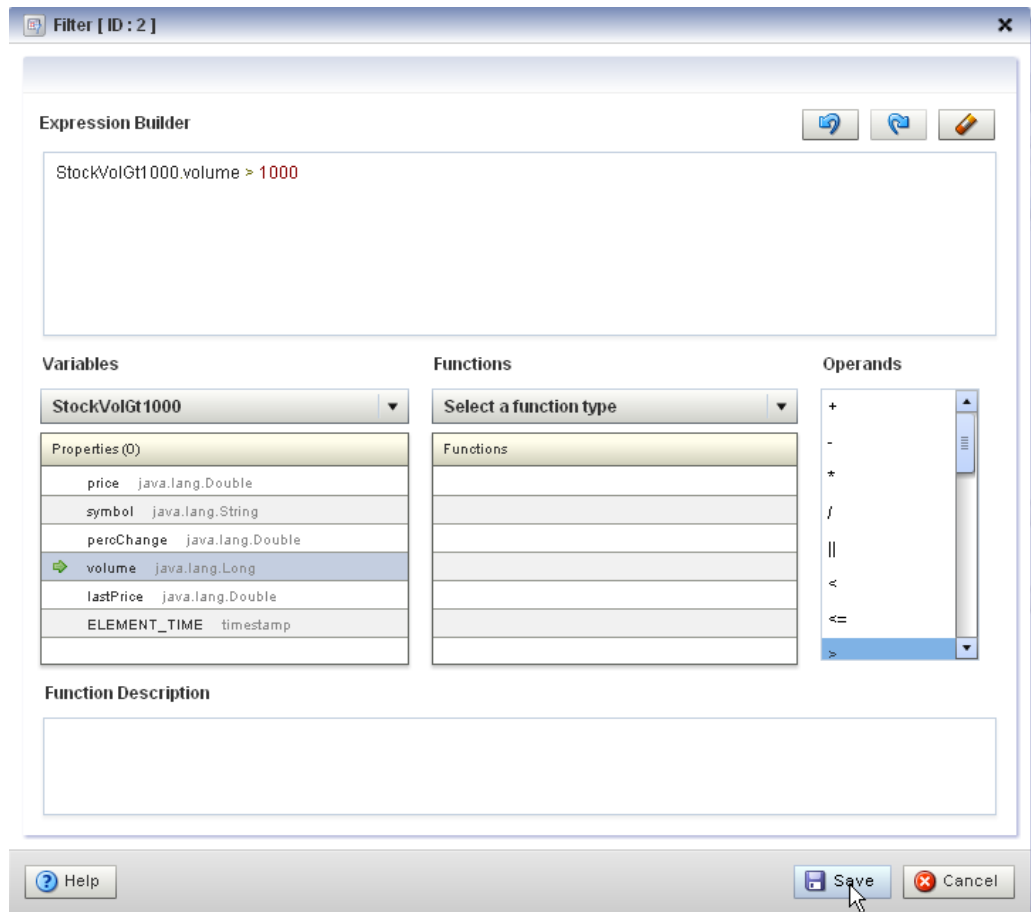 Filter [ ID : 2 ]
Expression Builder
StockVolGt1000.volume > 1000
Variables
Functions
Operands
StockVolGt1000
Select a function type
Properties (0)
Functions
price java.lang.Double
symbol java.lang.String
percChange java.lang.Double
volume java.lang.Long
lastPrice java.lang.Double
ELEMENT_TIME timestamp
+
-
*
/
||
<
<=
>
Function Description
Help
Save
Cancel